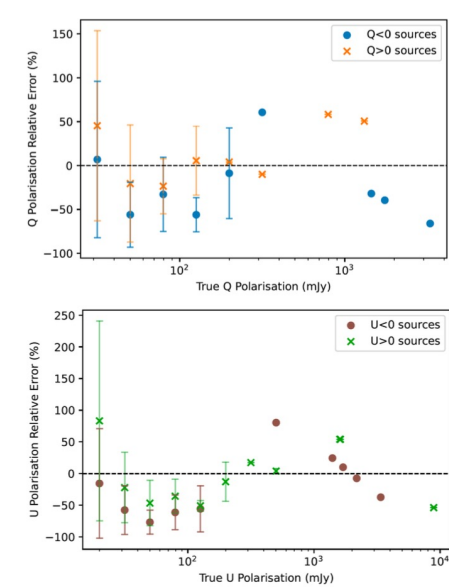 150
100
50
0
−50
−100
Q Polarisation Relative Error (%)
Q<0 sources
Q>0 sources
10²
10³
True Q Polarisation (mJy)
250
200
150
100
50
0
−50
−100
U Polarisation Relative Error (%)
U<0 sources
U>0 sources
10²
10³
10⁴
True U Polarisation (mJy)